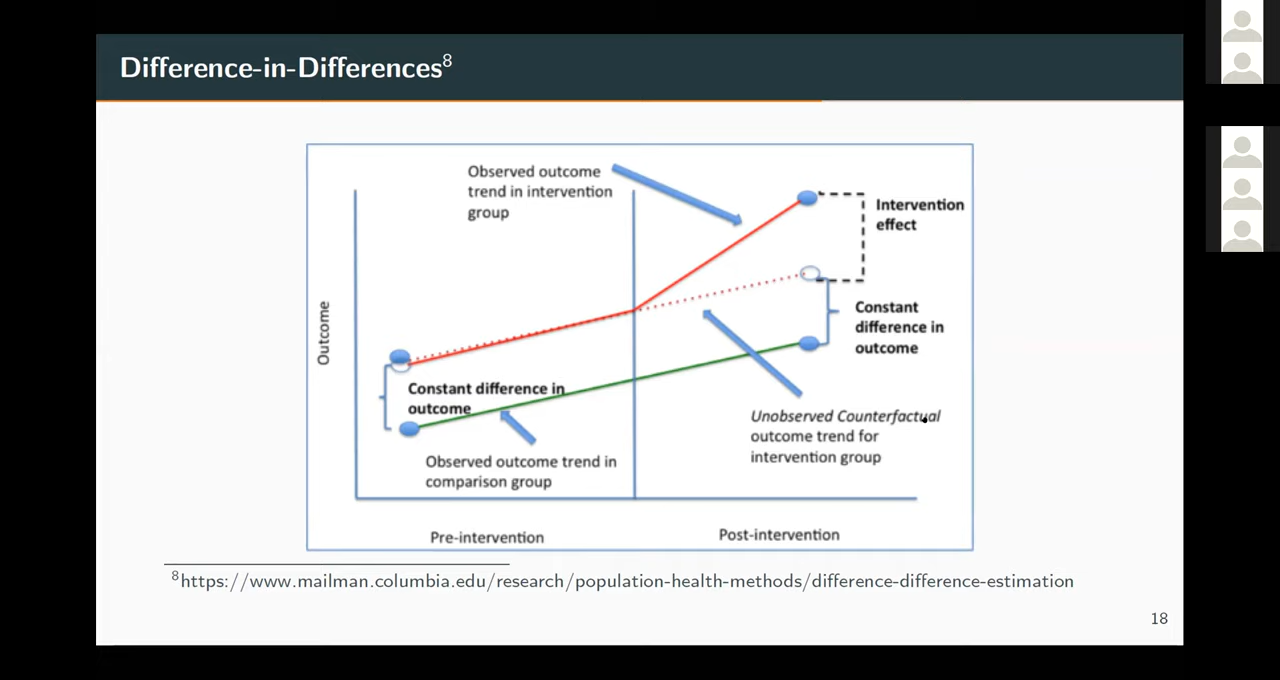 Difference-in-Differences8
Observed outcome
trend in intervention
group
Intervention
effect
Constant
difference in
outcome
Outcome
Constant difference in
outcome
Unobserved Counterfactual
outcome trend for
intervention group
Observed outcome trend in
comparison group
Pre-intervention
Post-intervention
8https://www.mailman.columbia.edu/research/population-health-methods/difference-difference-estimation
18